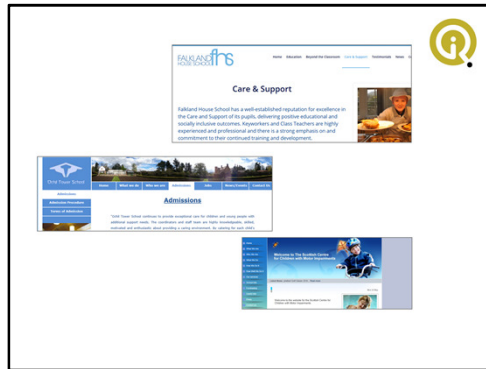 FALKLAND fhs
HOUSE SCHOOL
Home Education Beyond the Classroom Care & Support Testimonials News
Care & Support
Falkland House School has a well-established reputation for excellence
in the Care and Support of its pupils, delivering positive educational and
socially inclusive outcomes. Keyworkers and Class Teachers are highly
experienced and professional and there is a strong emphasis on and
commitment to their continued training and development.
Home What we do Who we are Admissions Jobs News/Events Contact Us
Admissions
Admission Procedure
Admissions
continues to provide exceptional care for children and young people with
additional support needs. The coordinators and staff team are highly knowledgeable, skilled,
motivated and enthusiastic about providing a caring environment. By catering for each child's
Welcome to The Scottish Centre
for Children with Motor Impairments